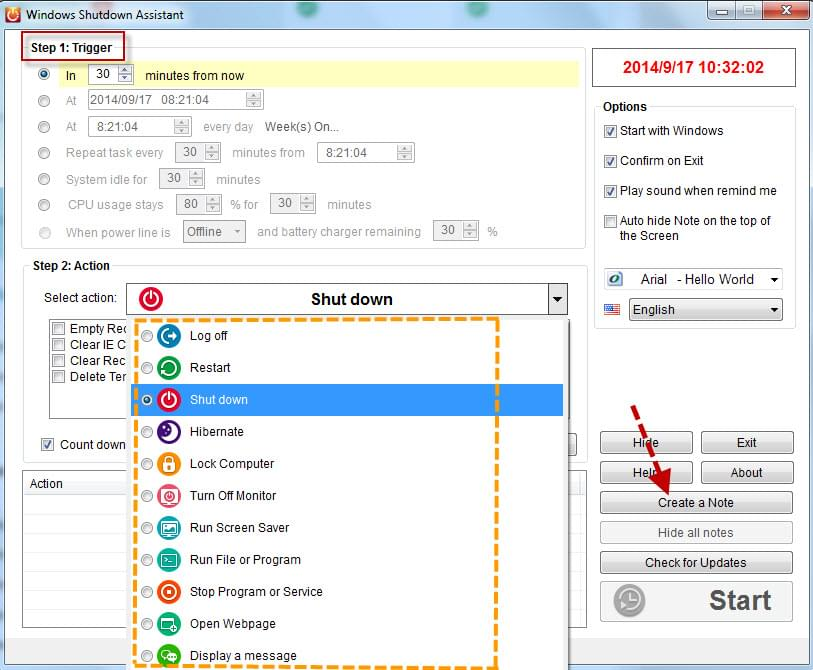 Windows Shutdown Assistant
Step 1: Trigger
In 30 minutes from now
At 2014/09/17 08:21:04
At 8:21:04 every day Week(s) On...
Repeat task every 30 minutes from 8:21:04
System idle for 30 minutes
CPU usage stays 80 % for 30 minutes
When power line is Offline and battery charger remaining 30 %
2014/9/17 10:32:02
Options
Start with Windows
Confirm on Exit
Play sound when remind me
Auto hide Note on the top of
the Screen
Arial - Hello World
English
Step 2: Action
Select action: Shut down
Empty Rec
Clear IE C
Clear Rec
Delete Ter
Count down
Log off
Restart
Shut down
Hibernate
Lock Computer
Turn Off Monitor
Run Screen Saver
Run File or Program
Stop Program or Service
Open Webpage
Display a message
Action
Hide
Exit
Help
About
Create a Note
Hide all notes
Check for Updates
Start